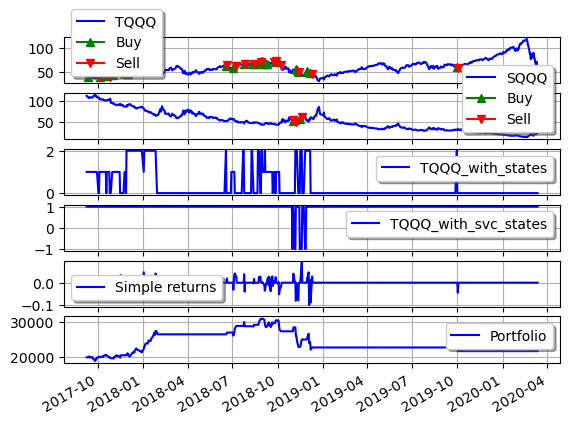 TQQQ
Buy
Sell
100
50
SQQQ
Buy
Sell
100
50
2
0
TQQQ_with_states
1
0
−1
TQQQ_with_svc_states
0.0
−0.1
Simple returns
30000
20000
Portfolio
2017-10 2018-01 2018-04 2018-07 2018-10 2019-01 2019-04 2019-07 2019-10 2020-01 2020-04